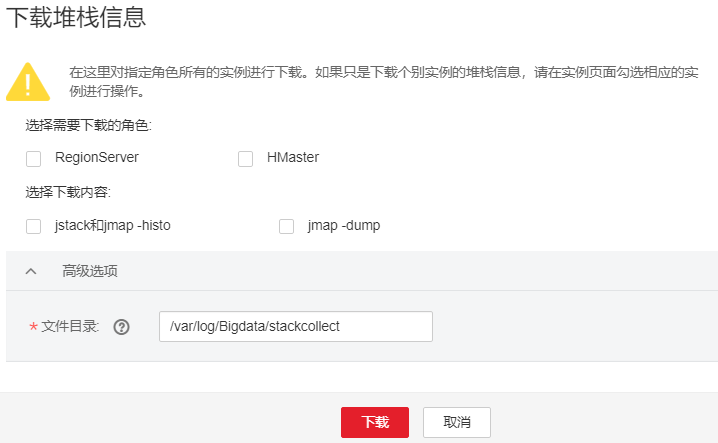 下载堆栈信息
在这里对指定角色所有的实例进行下载。如果只是下载个别实例的堆栈信息，请在实例页面勾选相应的实
例进行操作。
选择需要下载的角色:
RegionServer HMaster
选择下载内容:
jstack和jmap -histo jmap -dump
高级选项
* 文件目录: ? /var/log/Bigdata/stackcollect
下载 取消